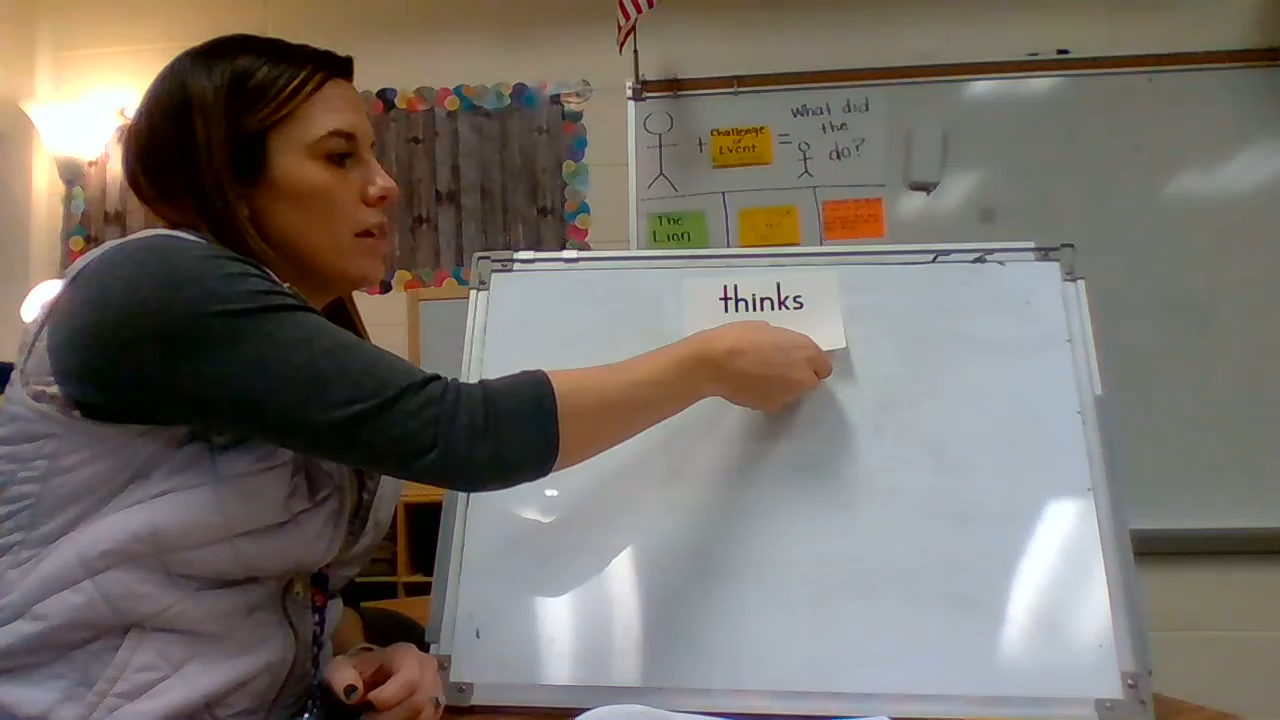 What did
the
do?
+
Challenge
or
Event
=
The
Lion
thinks